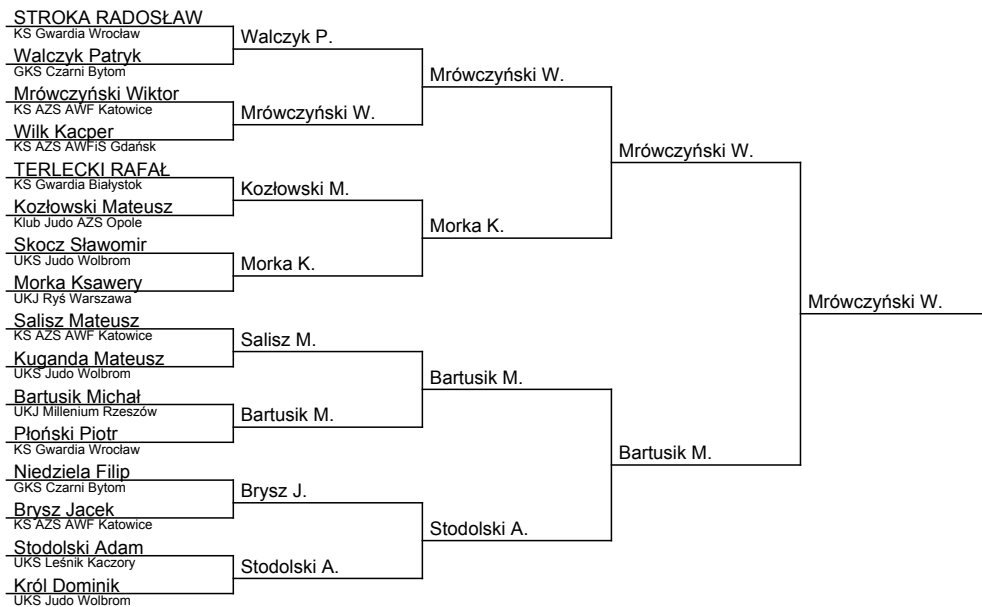 STROKA RADOSŁAW
KS Gwardia Wrocław
Walczyk Patryk
GKS Czarni Bytom
Mrówczyński Wiktor
KS AZS AWF Katowice
Wilk Kacper
KS AZS AWFiS Gdańsk
TERLECKI RAFAŁ
KS Gwardia Białystok
Kozłowski Mateusz
Klub Judo AZS Opole
Skocz Sławomir
UKS Judo Wolbrom
Morka Ksawery
UKJ Ryś Warszawa
Salisz Mateusz
KS AZS AWF Katowice
Kuganda Mateusz
UKS Judo Wolbrom
Bartusik Michał
UKJ Millenium Rzeszów
Płoński Piotr
KS Gwardia Wrocław
Niedziela Filip
GKS Czarni Bytom
Brysz Jacek
KS AZS AWF Katowice
Stodolski Adam
UKS Leśnik Kaczory
Król Dominik
UKS Judo Wolbrom
Walczyk P.
Mrówczyński W.
Kozłowski M.
Morka K.
Salisz M.
Bartusik M.
Brysz J.
Stodolski A.
Mrówczyński W.
Morka K.
Bartusik M.
Stodolski A.
Mrówczyński W.
Bartusik M.
Mrówczyński W.